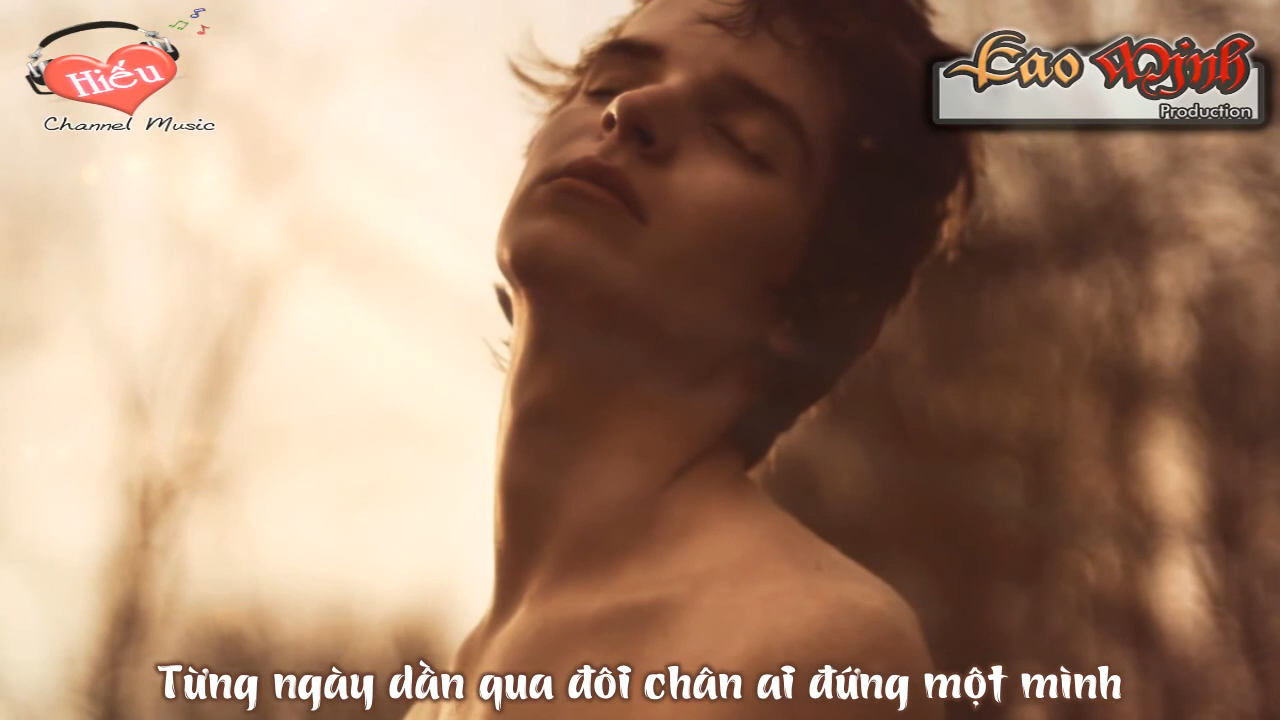 Hiếu
Channel Music
Cao Minh
Production
Từng ngày dần qua đôi chân ai đứng một mình